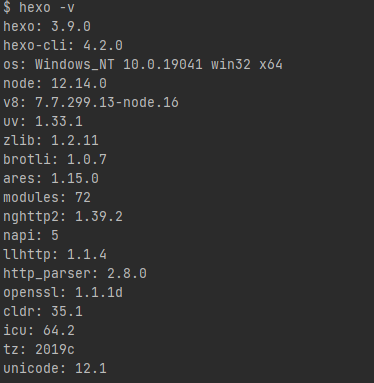 $ hexo -v
hexo: 3.9.0
hexo-cli: 4.2.0
os: Windows_NT 10.0.19041 win32 x64
node: 12.14.0
v8: 7.7.299.13-node.16
uv: 1.33.1
zlib: 1.2.11
brotli: 1.0.7
ares: 1.15.0
modules: 72
nghttp2: 1.39.2
napi: 5
llhttp: 1.1.4
http_parser: 2.8.0
openssl: 1.1.1d
cldr: 35.1
icu: 64.2
tz: 2019c
unicode: 12.1